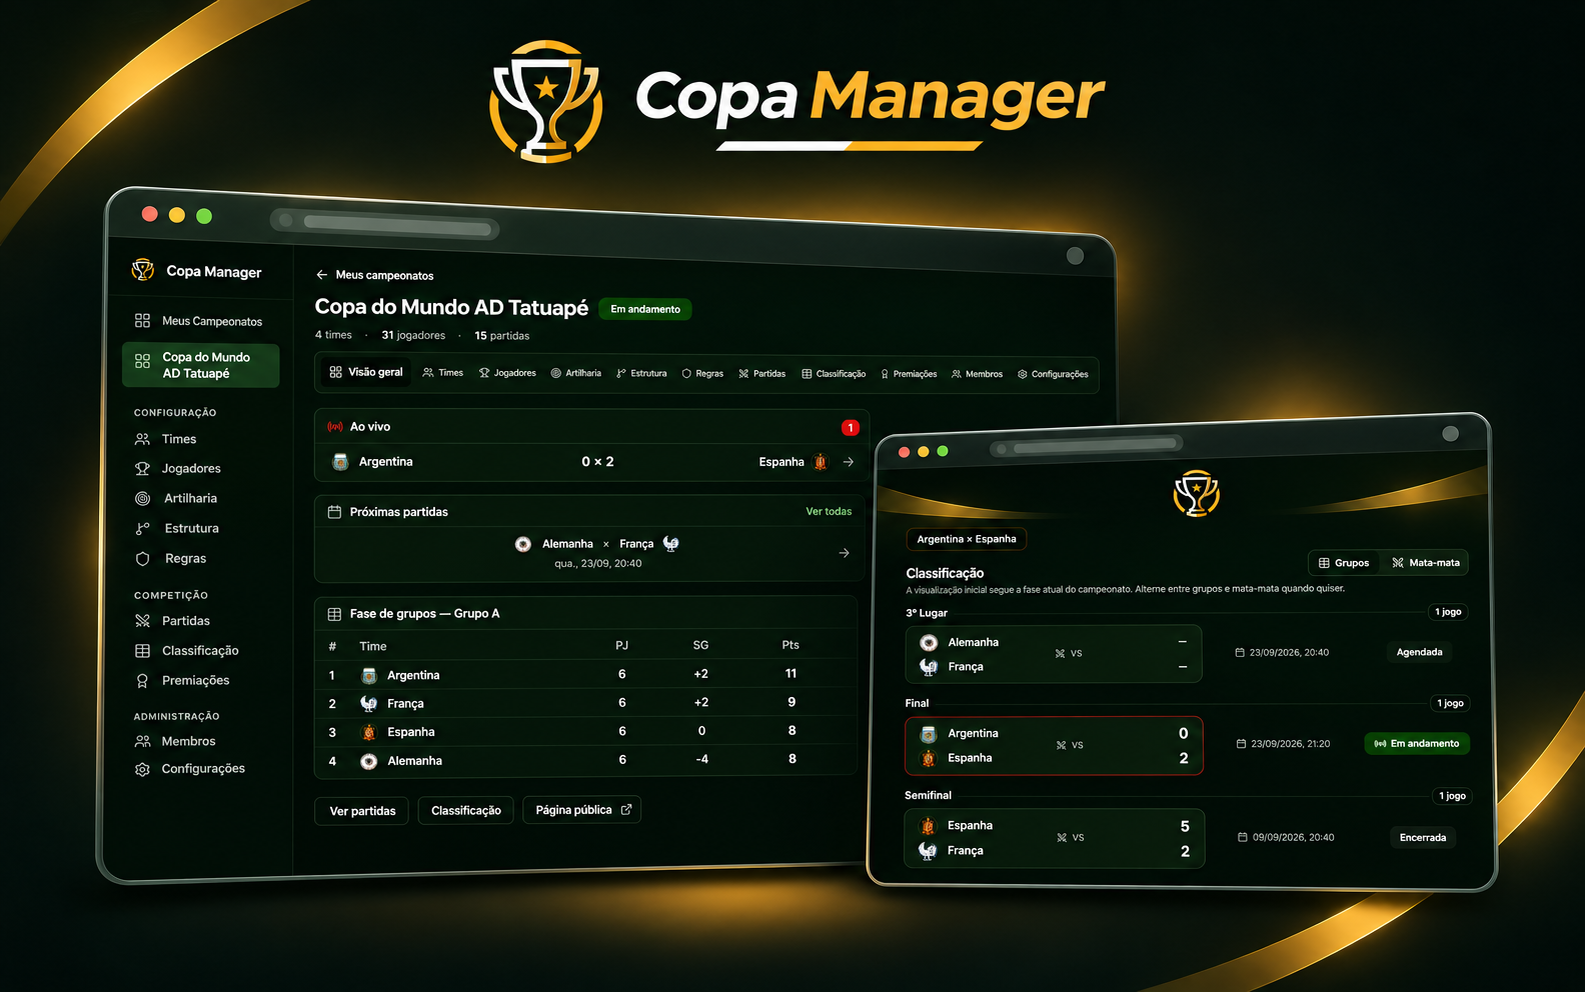 Copa Manager
Copa Manager
Meus Campeonatos
Copa do Mundo
AD Tatuapé
CONFIGURAÇÃO
Times
Jogadores
Artilharia
Estrutura
Regras
COMPETIÇÃO
Partidas
Classificação
Premiações
ADMINISTRAÇÃO
Membros
Configurações
← Meus campeonatos
Copa do Mundo AD Tatuapé Em andamento
4 times · 31 jogadores · 15 partidas
Visão geral Times Jogadores Artilharia Estrutura Regras Partidas Classificação Premiações Membros Configurações
Ao vivo 1
Argentina 0 × 2 Espanha →
Próximas partidas Ver todas
Alemanha × França →
qua., 23/09, 20:40
Fase de grupos — Grupo A
# Time PJ SG Pts
1 Argentina 6 +2 11
2 França 6 +2 9
3 Espanha 6 0 8
4 Alemanha 6 -4 8
Ver partidas Classificação Página pública
Argentina × Espanha
Grupos Mata-mata
Classificação
A visualização inicial segue a fase atual do campeonato. Alterne entre grupos e mata-mata quando quiser.
3º Lugar 1 jogo
Alemanha –
VS 23/09/2026, 20:40 Agendada
França –
Final 1 jogo
Argentina 0
VS 23/09/2026, 21:20 Em andamento
Espanha 2
Semifinal 1 jogo
Espanha 5
VS 09/09/2026, 20:40 Encerrada
França 2